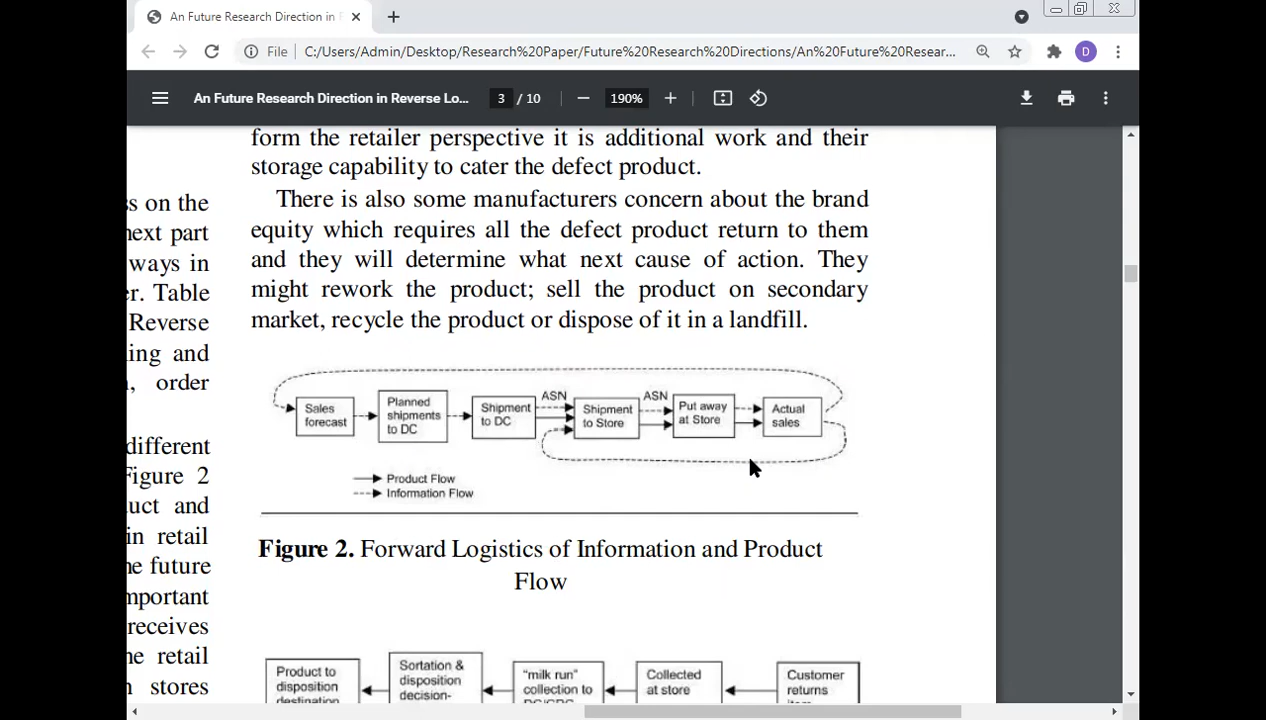 An Future Research Direction in
File
C:/Users/Admin/Desktop/Research%20Paper/Future%20Research%20Directions/An%20Future%20Resear...
D
An Future Research Direction in Reverse Lo...
3 / 10
190%
s on the
next part
ways in
er. Table
Reverse
ing and
, order
different
Figure 2
uct and
in retail
he future
mportant
receives
he retail
stores
form the retailer perspective it is additional work and their
storage capability to cater the defect product.
There is also some manufacturers concern about the brand
equity which requires all the defect product return to them
and they will determine what next cause of action. They
might rework the product; sell the product on secondary
market, recycle the product or dispose of it in a landfill.
Sales
forecast
Planned
shipments
to DC
Shipment
to DC
ASN
Shipment
to Store
ASN
Put away
at Store
Actual
sales
Product Flow
Information Flow
Figure 2. Forward Logistics of Information and Product
Flow
Product to
disposition
destination
Sortation &
disposition
decision-
"milk run"
collection to
Collected
at store
Customer
returns